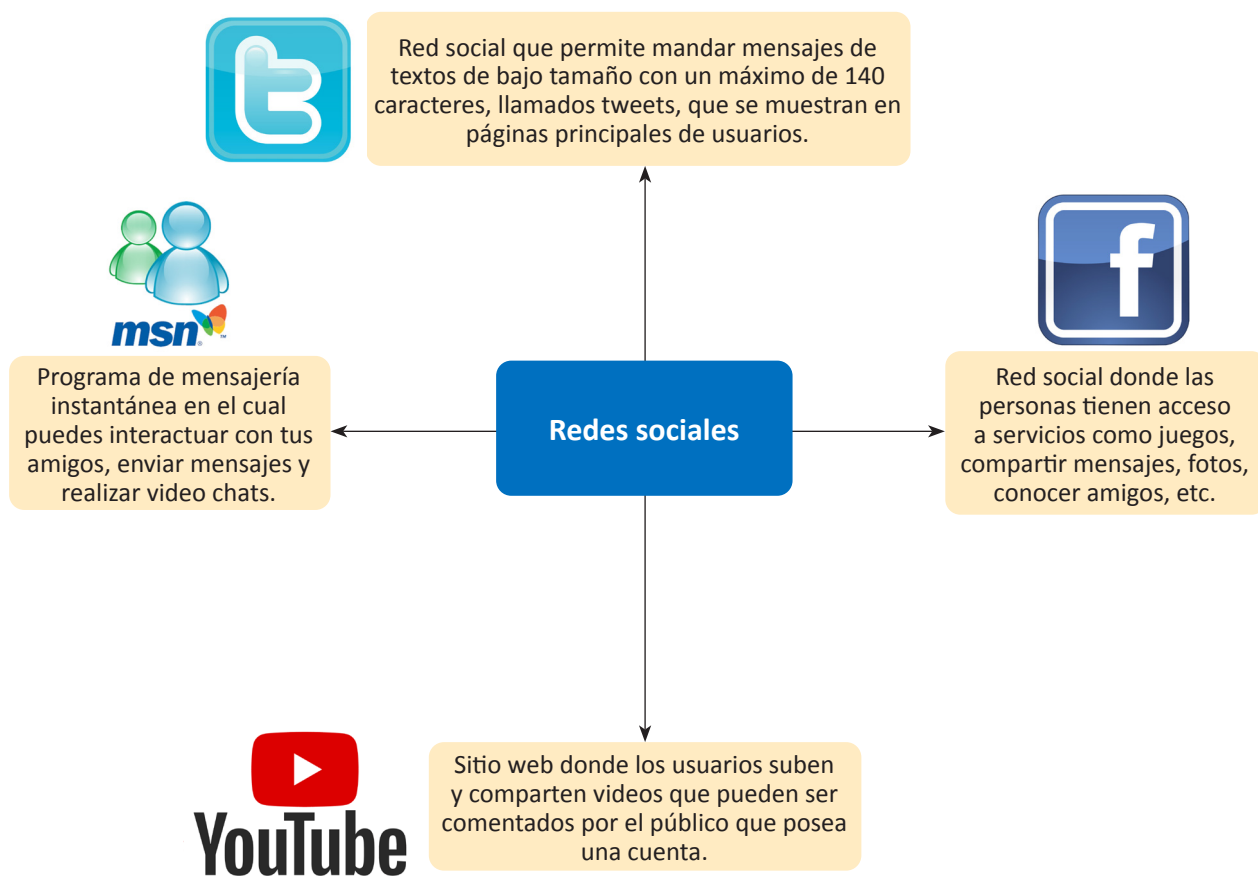 t
Red social que permite mandar mensajes de
textos de bajo tamaño con un máximo de 140
caracteres, llamados tweets, que se muestran en
páginas principales de usuarios.
msn
Programa de mensajería
instantánea en el cual
puedes interactuar con tus
amigos, enviar mensajes y
realizar video chats.
Redes sociales
f
Red social donde las
personas tienen acceso
a servicios como juegos,
compartir mensajes, fotos,
conocer amigos, etc.
YouTube
Sitio web donde los usuarios suben
y comparten videos que pueden ser
comentados por el público que posea
una cuenta.